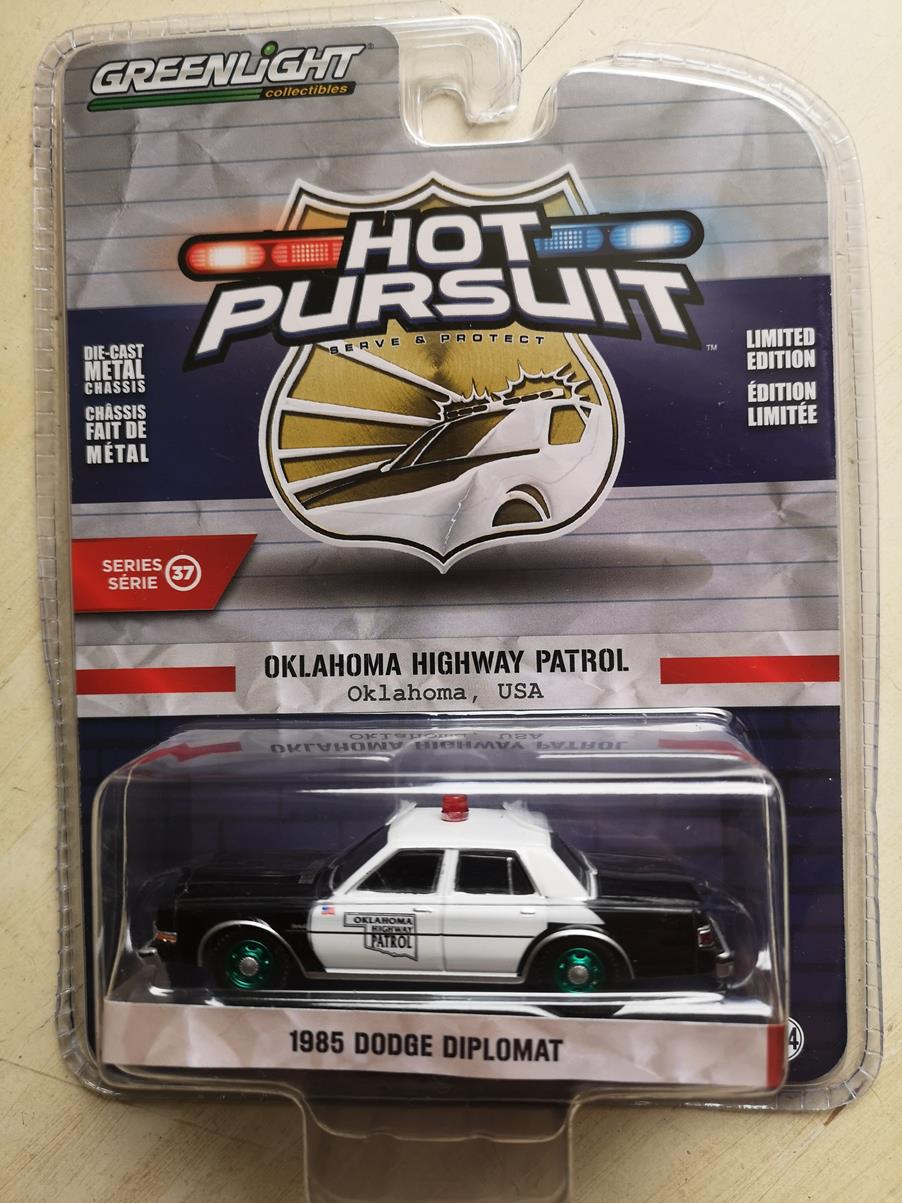 GREENLIGHT
collectibles
HOT
PURSUIT
SERVE & PROTECT
™
DIE-CAST
METAL
CHASSIS
CHÂSSIS
FAIT DE
MÉTAL
LIMITED
EDITION
ÉDITION
LIMITÉE
SERIES
SÉRIE
37
OKLAHOMA HIGHWAY PATROL
Oklahoma, USA
OKLAHOMA
HIGHWAY
PATROL
1985 DODGE DIPLOMAT